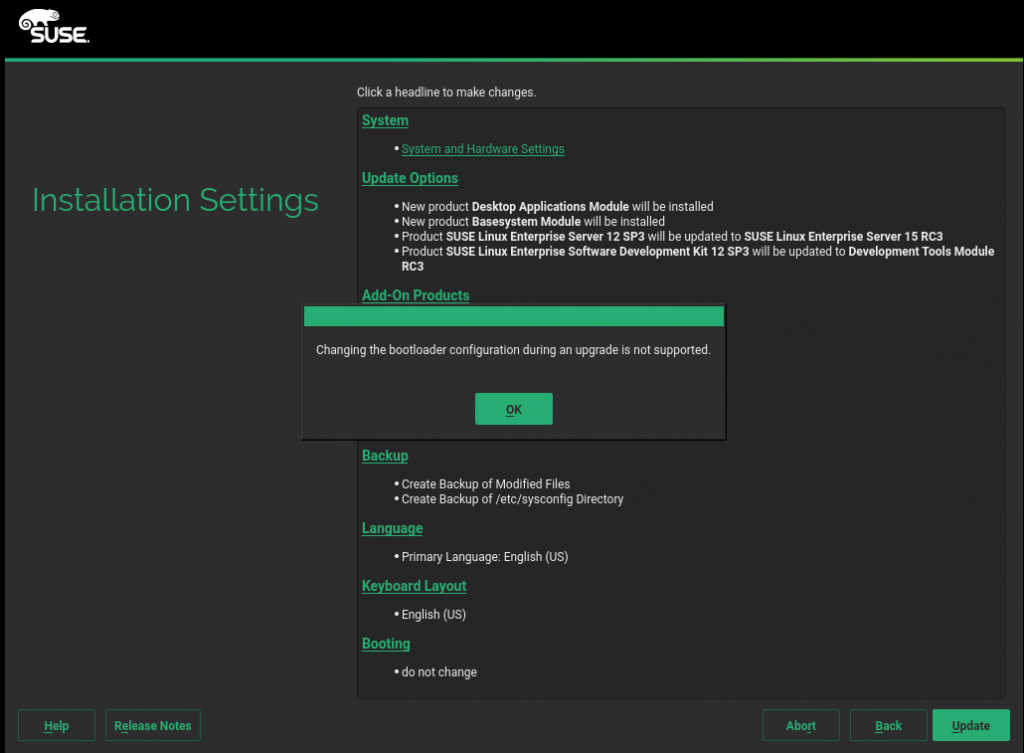 SUSE.
Click a headline to make changes.
System
• System and Hardware Settings
Installation Settings
Update Options
• New product Desktop Applications Module will be installed
• New product Basesystem Module will be installed
• Product SUSE Linux Enterprise Server 12 SP3 will be updated to SUSE Linux Enterprise Server 15 RC3
• Product SUSE Linux Enterprise Software Development Kit 12 SP3 will be updated to Development Tools Module
RC3
Add-On Products
Changing the bootloader configuration during an upgrade is not supported.
OK
Backup
• Create Backup of Modified Files
• Create Backup of /etc/sysconfig Directory
Language
• Primary Language: English (US)
Keyboard Layout
• English (US)
Booting
• do not change
Help Release Notes Abort Back Update